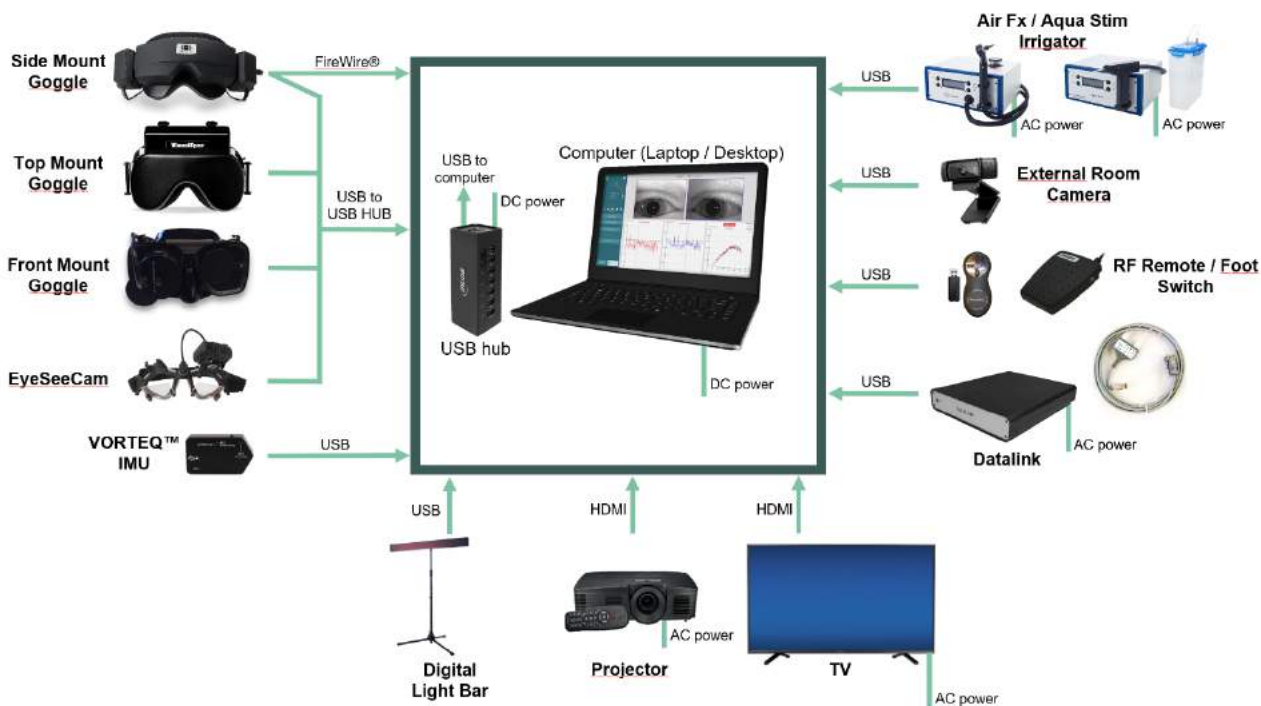 Side Mount
Goggle
FireWire®
Top Mount
Goggle
USB to
USB HUB
Front Mount
Goggle
EyeSeeCam
VORTEQ™
IMU
USB
USB to
computer
DC power
Computer (Laptop / Desktop)
USB hub
DC power
Air Fx / Aqua Stim
Irrigator
USB
AC power
AC power
USB
External Room
Camera
USB
RF Remote / Foot
Switch
USB
Datalink
AC power
USB
Digital
Light Bar
HDMI
AC power
Projector
HDMI
TV
AC power